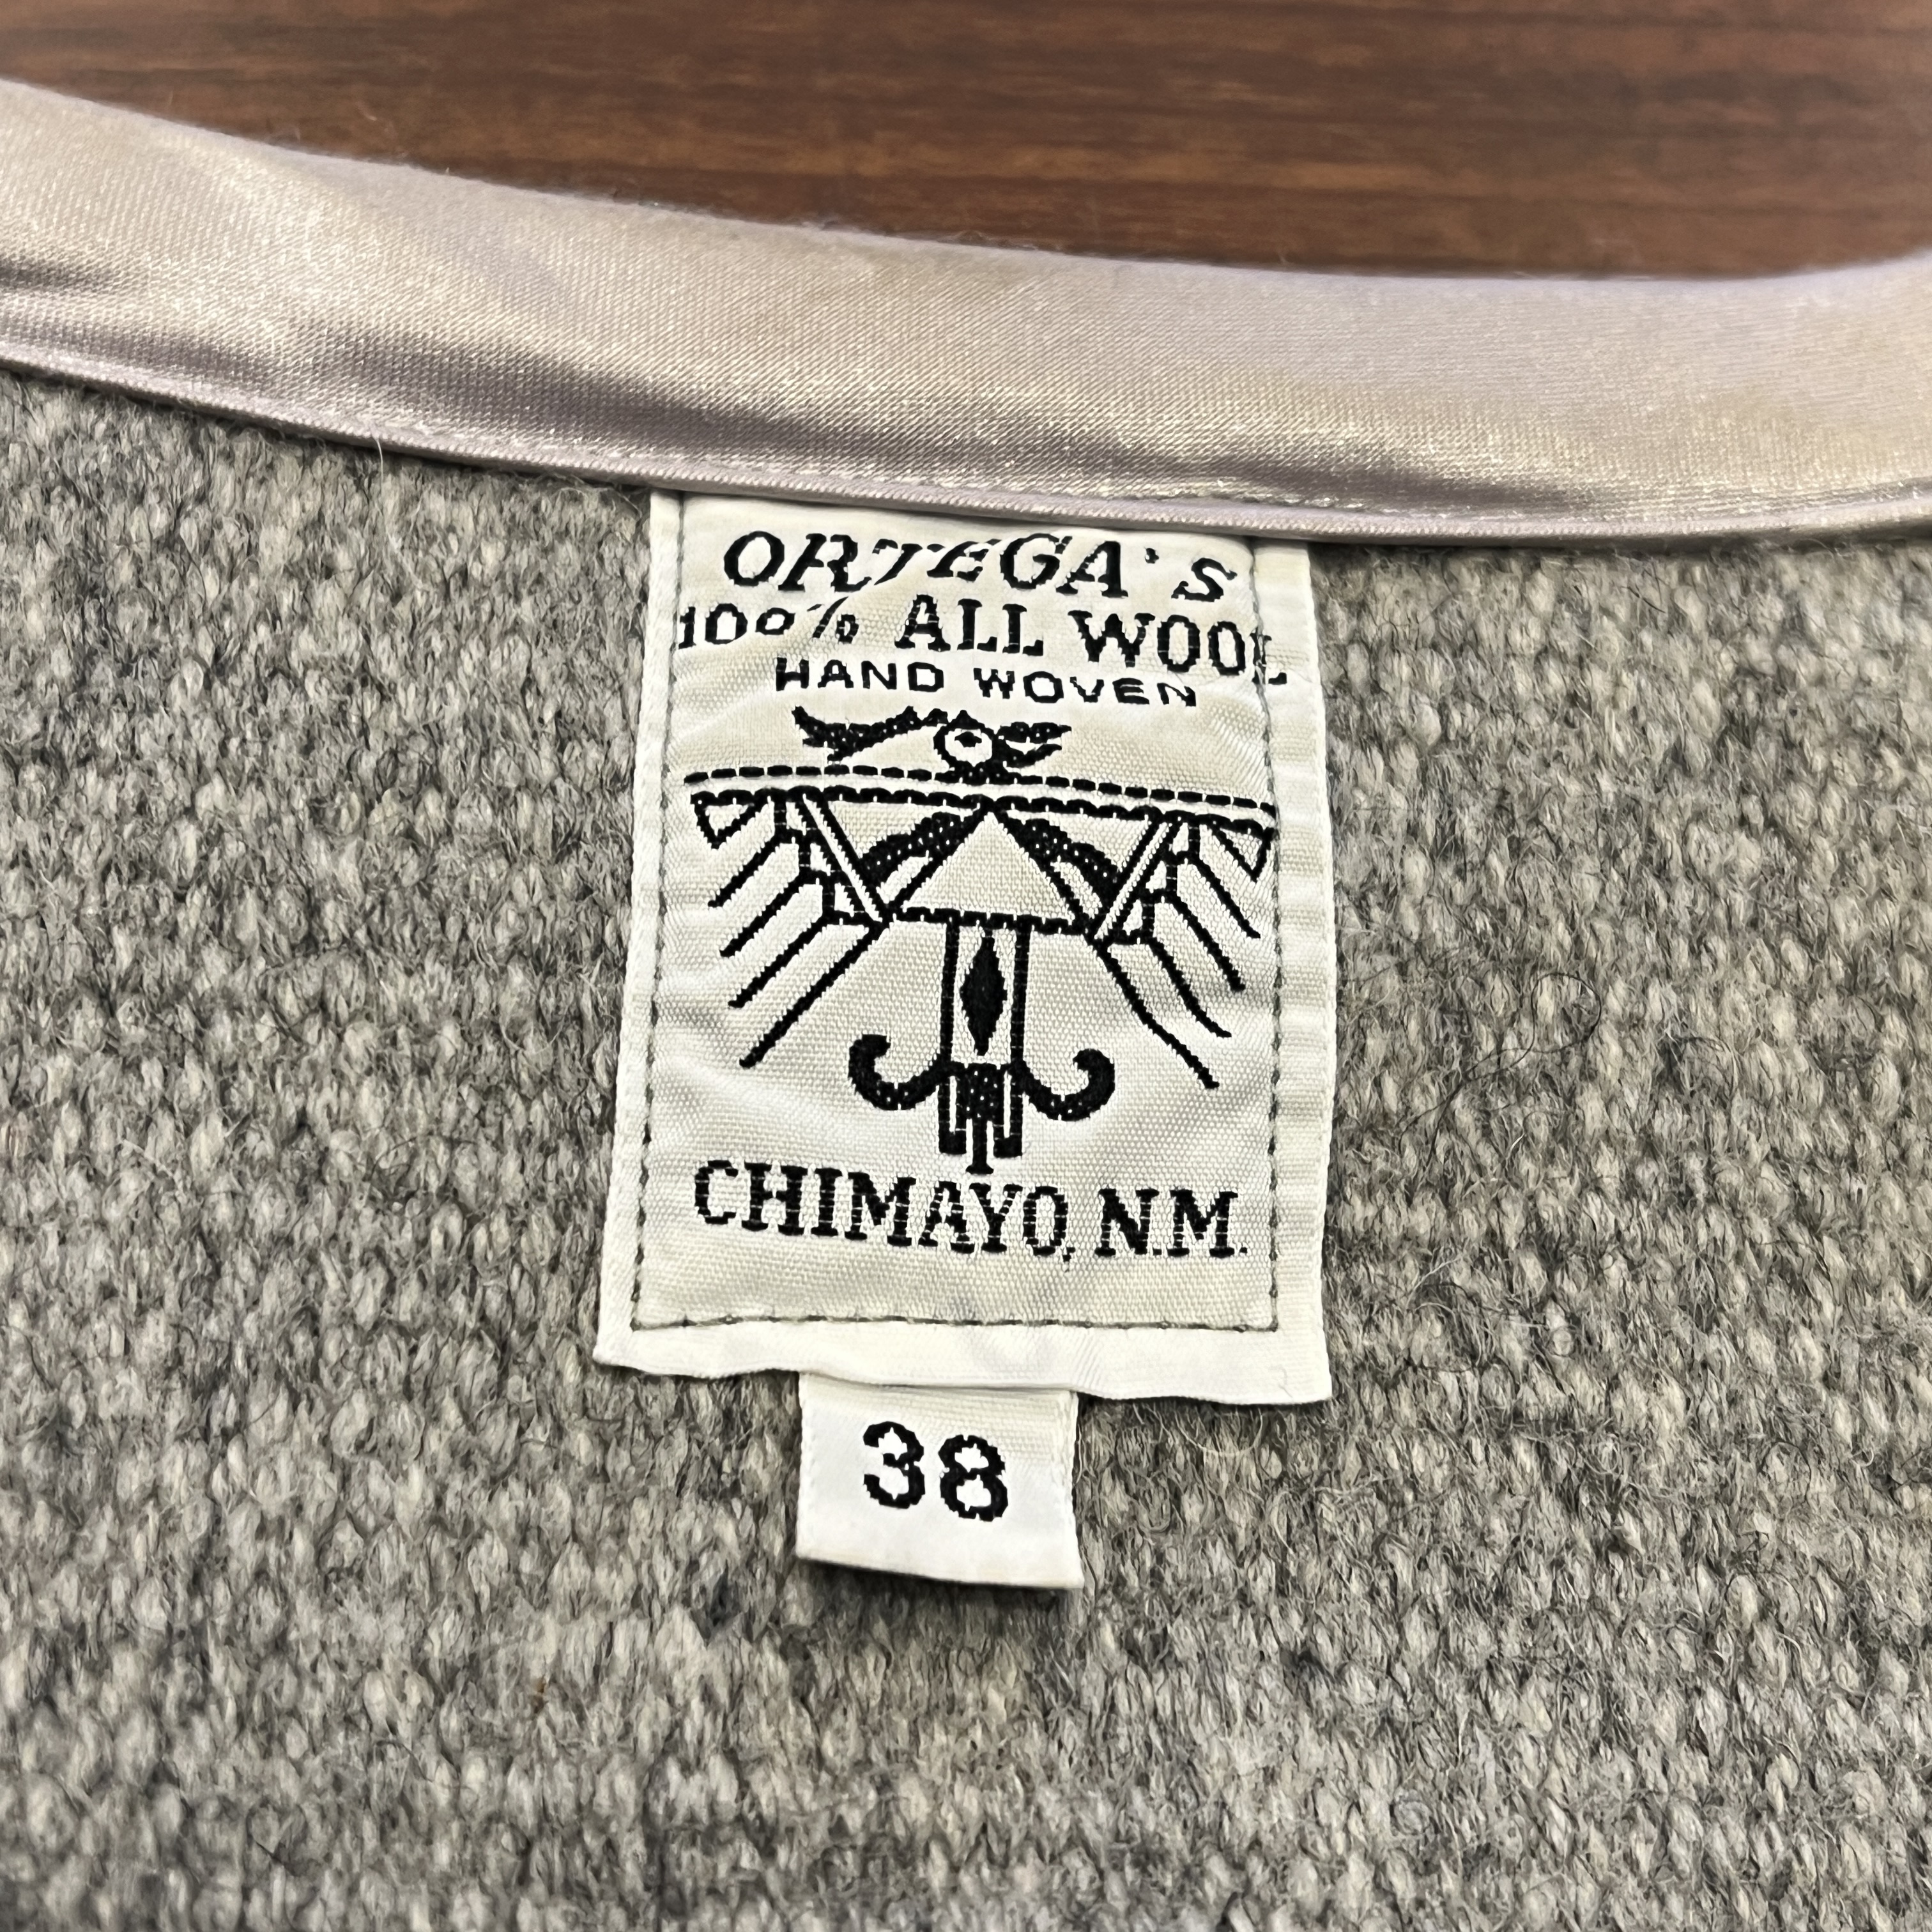 ORTEGA'S
100% ALL WOOL
HAND WOVEN
CHIMAYO, N.M.
38